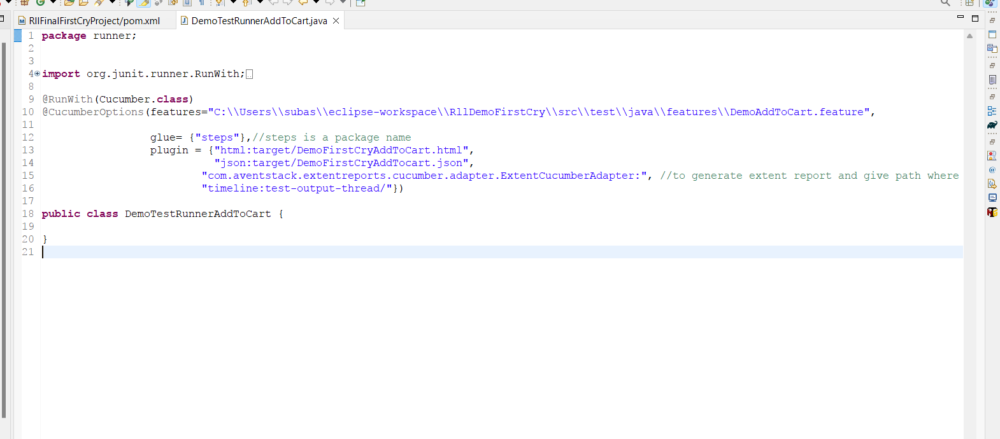 RllFinalFirstCryProject/pom.xml
DemoTestRunnerAddToCart.java
1 package runner;
2
3
4 import org.junit.runner.RunWith;
8
9 @RunWith(Cucumber.class)
10 @CucumberOptions(features="C:\\Users\\subas\\eclipse-workspace\\RllDemoFirstCry\\src\\test\\java\\features\\DemoAddToCart.feature",
11
12 glue= {"steps"},//steps is a package name
13 plugin = {"html:target/DemoFirstCryAddToCart.html",
14 "json:target/DemoFirstCryAddTocart.json",
15 "com.aventstack.extentreports.cucumber.adapter.ExtentCucumberAdapter:", //to generate extent report and give path where
16 "timeline:test-output-thread/"})
17
18 public class DemoTestRunnerAddToCart {
19
20 }
21